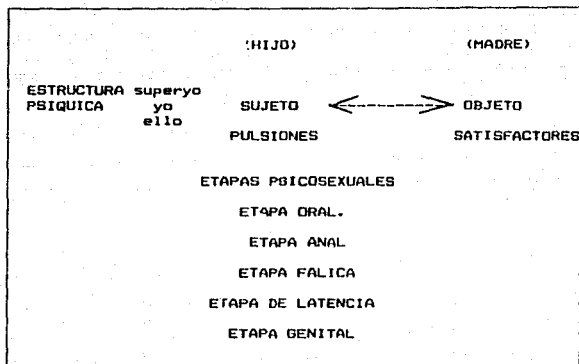 (HIJO) (MADRE)
ESTRUCTURA superyo
PSIQUICA yo SUJETO OBJETO
ello
PULSIONES SATISFACTORES
ETAPAS PSICOSEXUALES
ETAPA ORAL.
ETAPA ANAL
ETAPA FALICA
ETAPA DE LATENCIA
ETAPA GENITAL